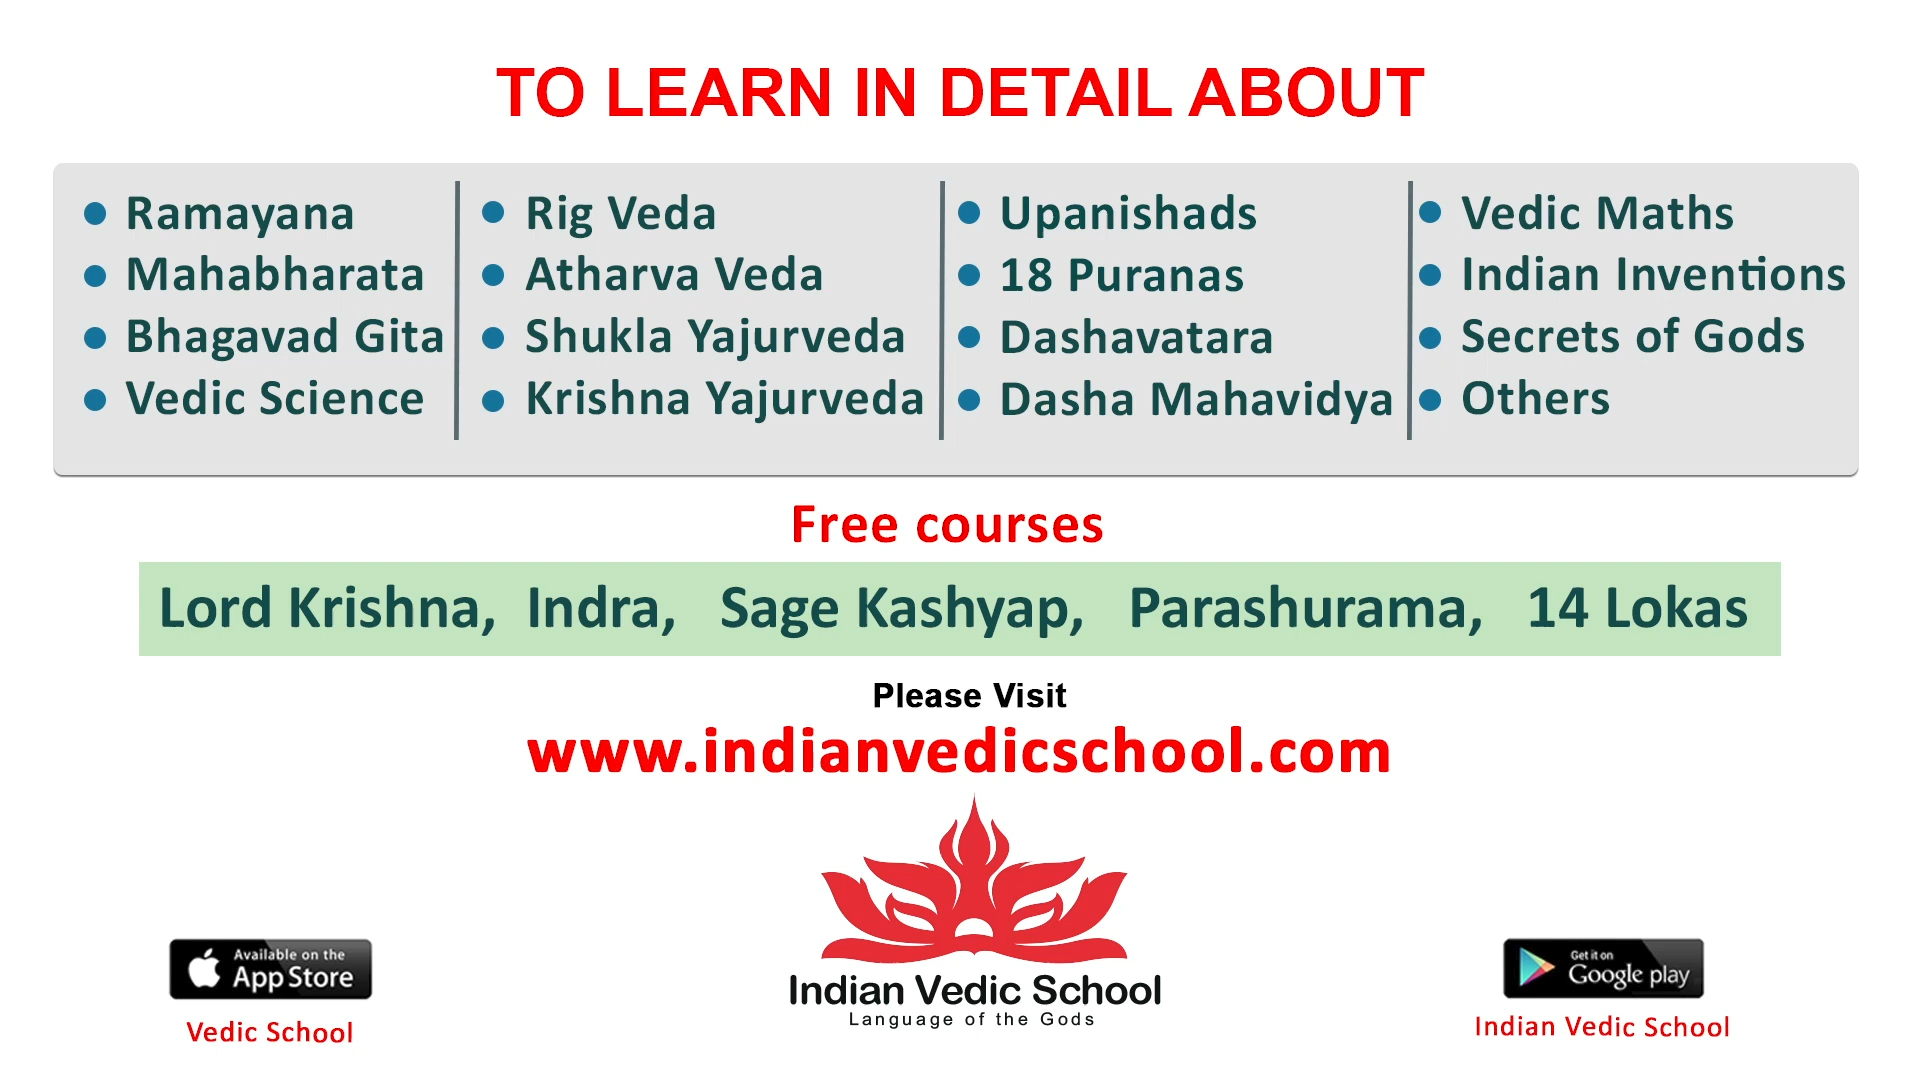 TO LEARN IN DETAIL ABOUT
Ramayana
Mahabharata
Bhagavad Gita
Vedic Science
Rig Veda
Atharva Veda
Shukla Yajurveda
Krishna Yajurveda
Upanishads
18 Puranas
Dashavatara
Dasha Mahavidya
Vedic Maths
Indian Inventions
Secrets of Gods
Others
Free courses
Lord Krishna, Indra, Sage Kashyap, Parashurama, 14 Lokas
Please Visit
www.indianvedicschool.com
Indian Vedic School
Language of the Gods
Available on the
App Store
Vedic School
Get it on
Google play
Indian Vedic School